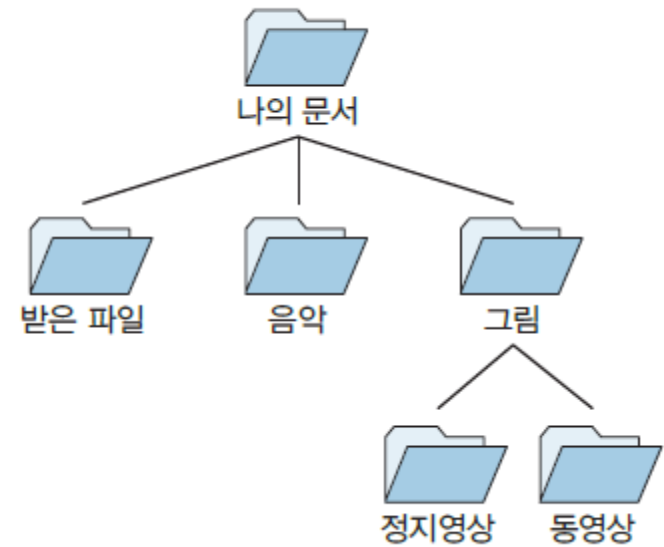 나의 문서
받은 파일
음악
그림
정지영상
동영상